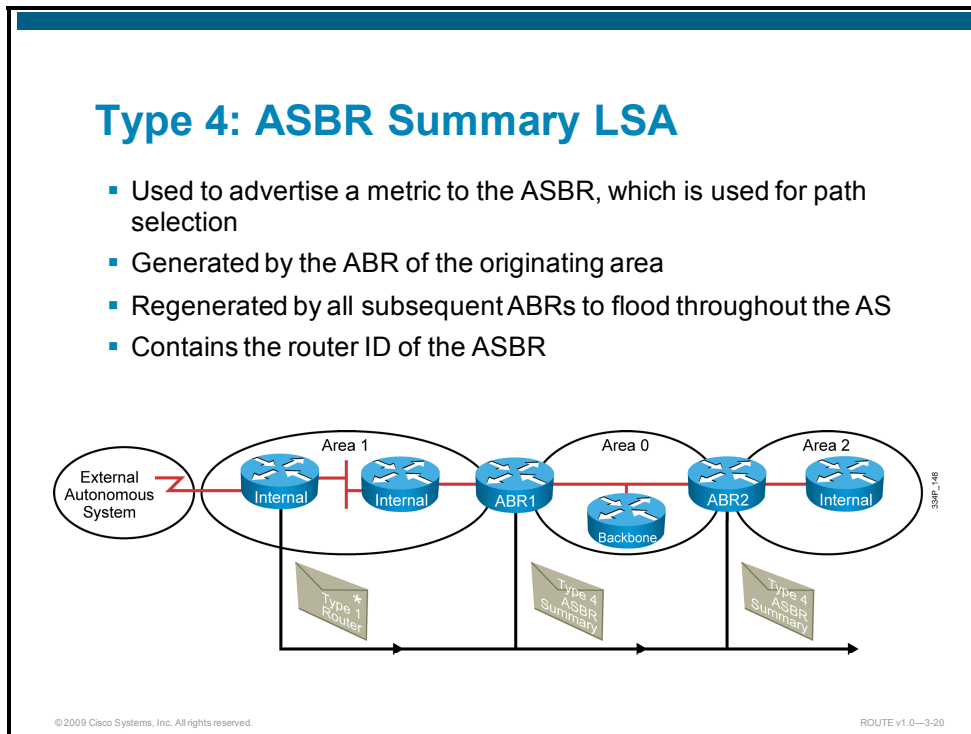 Type 4: ASBR Summary LSA
Used to advertise a metric to the ASBR, which is used for path
selection
Generated by the ABR of the originating area
Regenerated by all subsequent ABRs to flood throughout the AS
Contains the router ID of the ASBR
Area 1
Area 0
Area 2
External
Autonomous
System
Internal
Internal
ABR1
Backbone
ABR2
Internal
334P_148
*
Type 1
Router
Type 4
ASBR
Summary
Type 4
ASBR
Summary
©2009 Cisco Systems, Inc. All rights reserved.
ROUTE v1.0—3-20